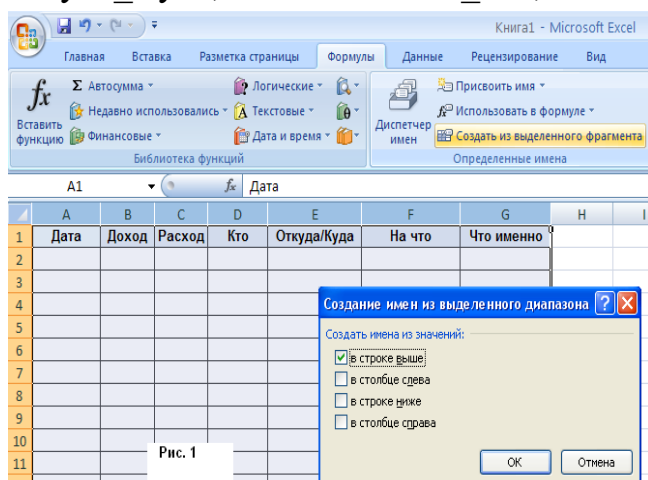 Книга1 - Microsoft Excel
Главная Вставка Разметка страницы Формулы Данные Рецензирование Вид
fx Σ Автосумма Логические Присвоить имя
Недавно использовались A Текстовые θ fx Использовать в формуле
Вставить функцию Финансовые Дата и время Диспетчер имен Создать из выделенного фрагмента
Библиотека функций Определенные имена
A1 fx Дата
A B C D E F G H I
1 Дата Доход Расход Кто Откуда/Куда На что Что именно
2
3
4 Создание имен из выделенного диапазона ? X
5 Создать имена из значений:
6 в строке выше
7 в столбце слева
8 в строке ниже
9 в столбце справа
10 Рис. 1
11 ОК Отмена